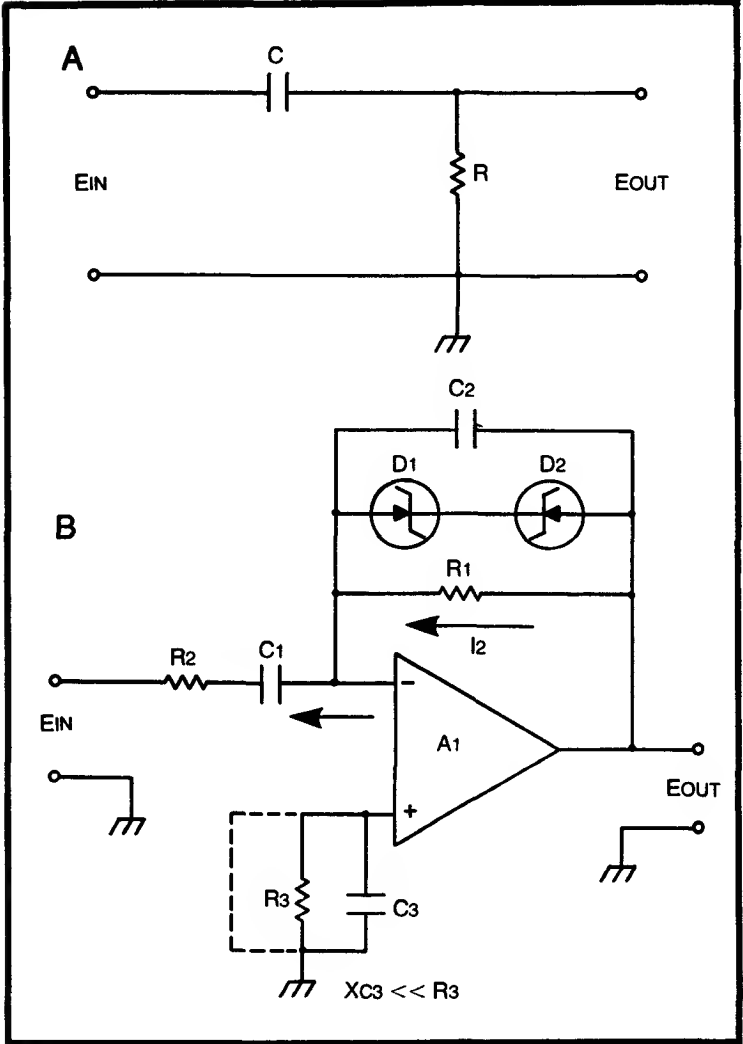 A
C
EIN
R
EOUT
C2
D1
D2
B
R1
I2
R2
C1
EIN
−
A1
+
EOUT
R3
C3
XC3 << R3